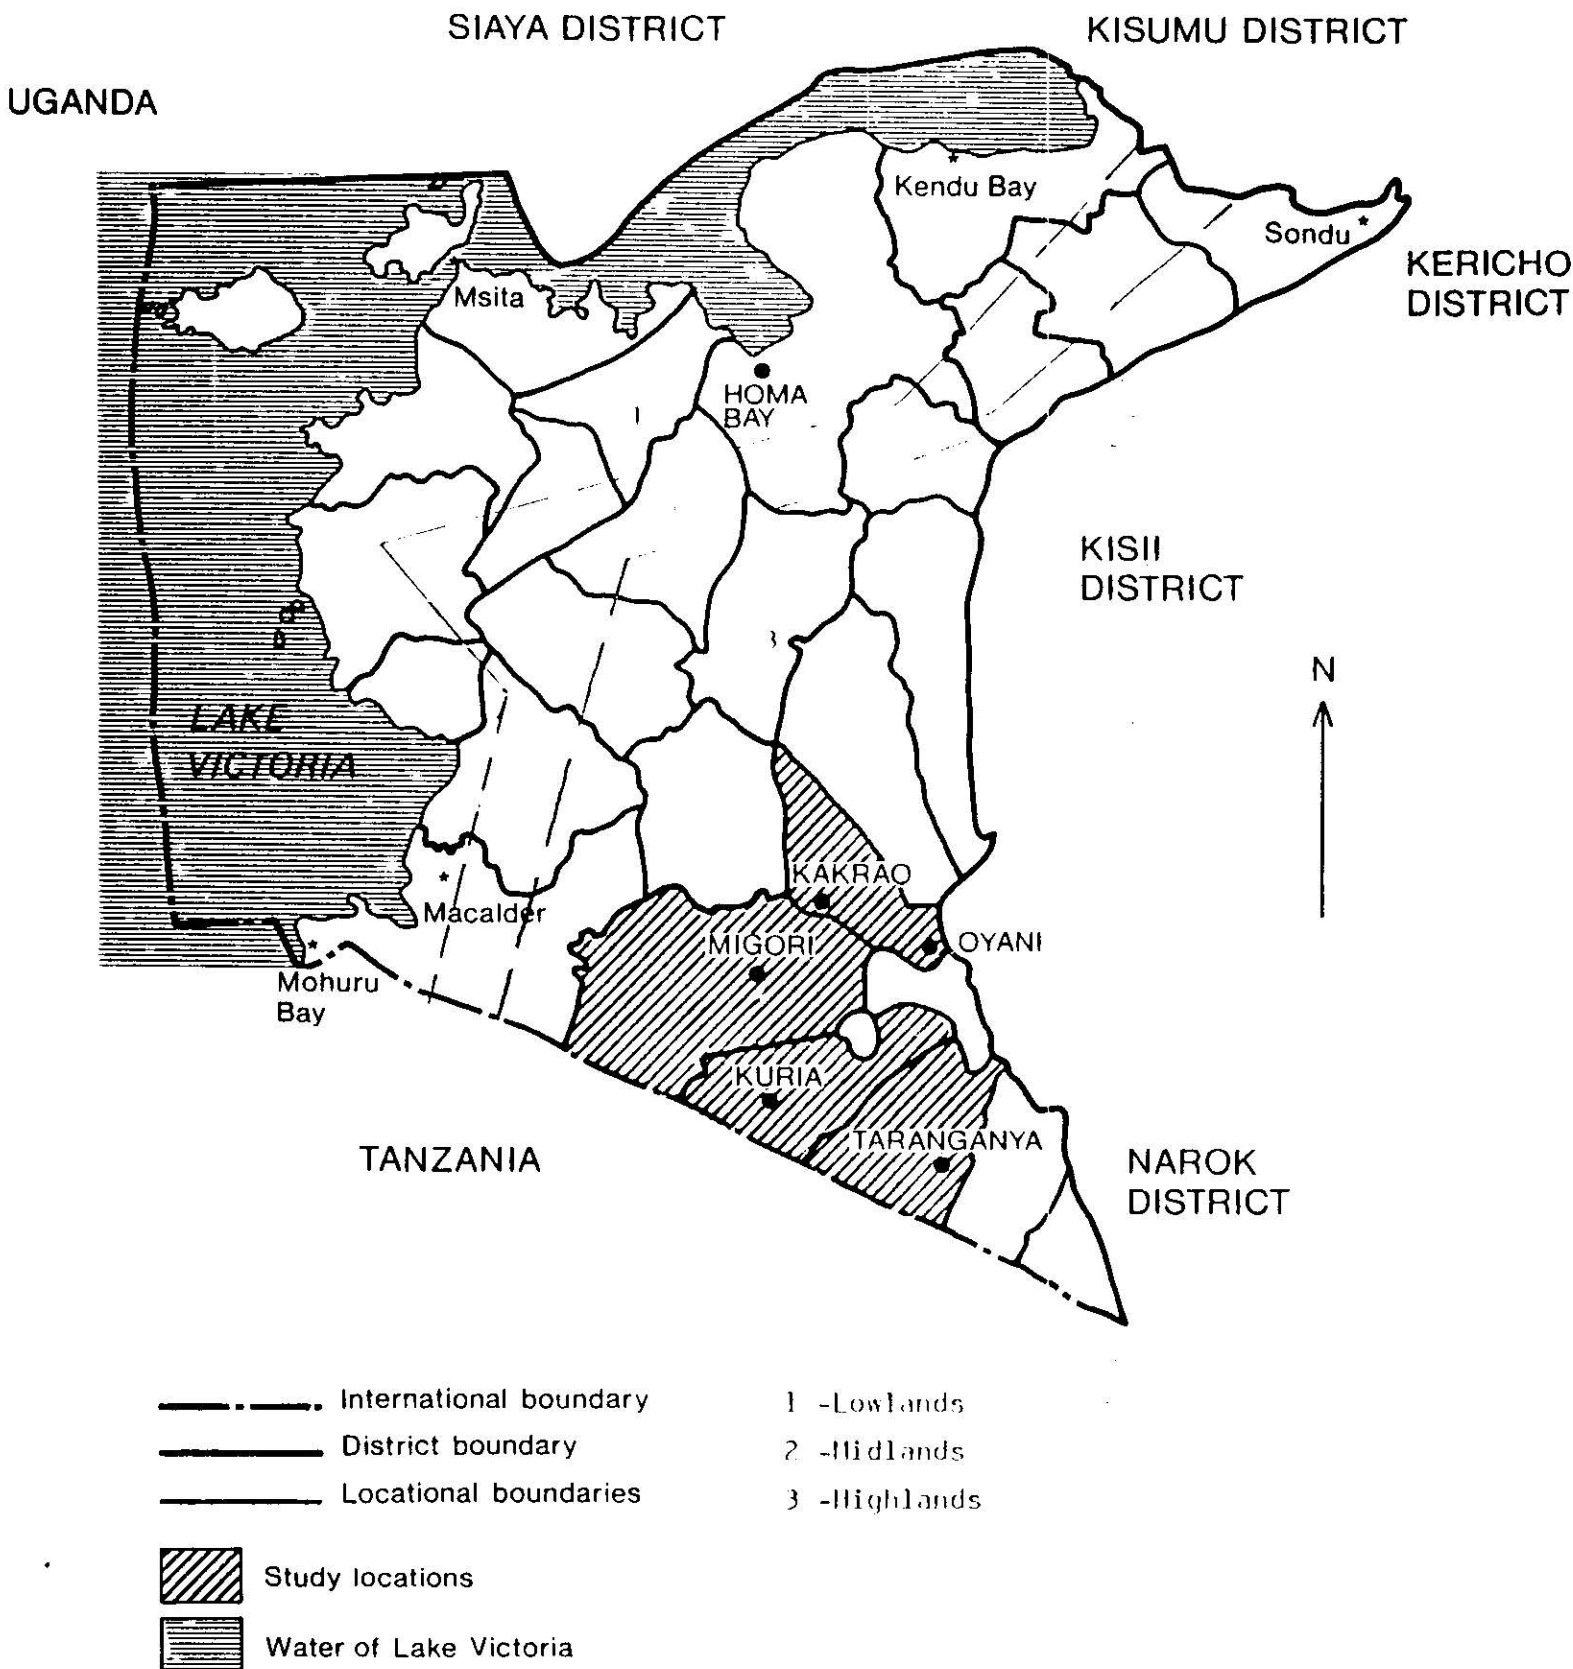 SIAYA DISTRICT
KISUMU DISTRICT
UGANDA
Kendu Bay
Sondu
KERICHO
DISTRICT
Msita
HOMA
BAY
1
KISII
DISTRICT
3
N
LAKE
VICTORIA
KAKRAO
Macalder
MIGORI
OYANI
Mohuru
Bay
KURIA
TARANGANYA
TANZANIA
NAROK
DISTRICT
International boundary
1 -Lowlands
District boundary
2 -Midlands
Locational boundaries
3 -Highlands
Study locations
Water of Lake Victoria